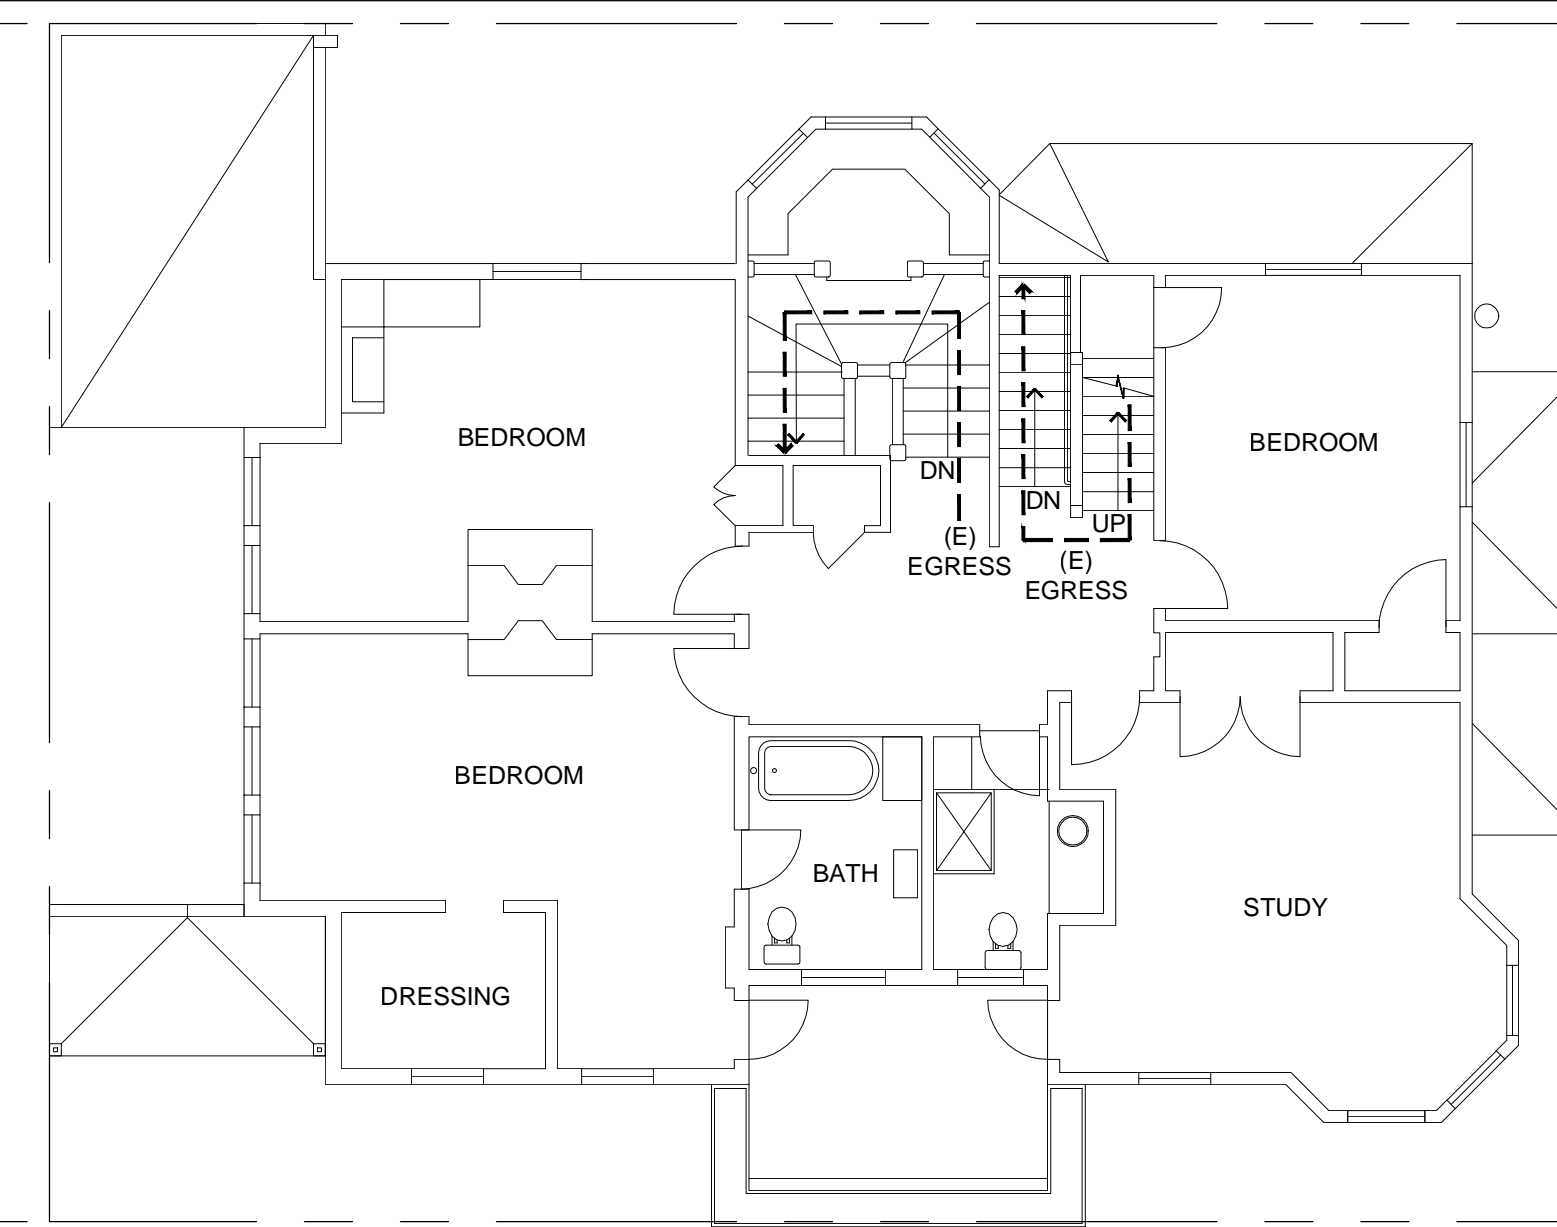 BEDROOM
BEDROOM
DN
DN
UP
(E)
EGRESS
(E)
EGRESS
BEDROOM
BATH
STUDY
DRESSING